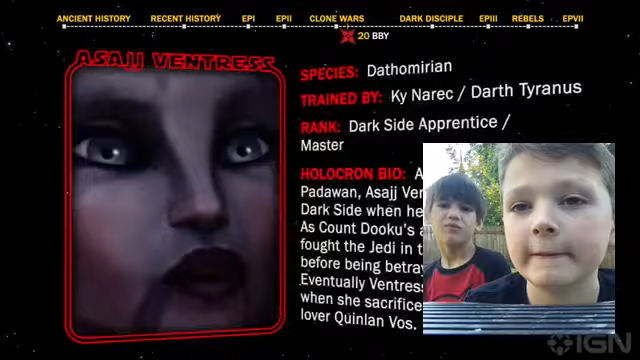 ANCIENT HISTORY RECENT HISTORY EPI EPII CLONE WARS DARK DISCIPLE EPIII REBELS EPVII
20 BBY
ASAJJ VENTRESS
SPECIES: Dathomirian
TRAINED BY: Ky Narec / Darth Tyranus
RANK: Dark Side Apprentice /
Master
HOLOCRON BIO: A
Padawan, Asajj Ver
Dark Side when he
As Count Dooku's a
fought the Jedi in t
before being betray
Eventually Ventress
when she sacrifice
lover Quinlan Vos.
IGN